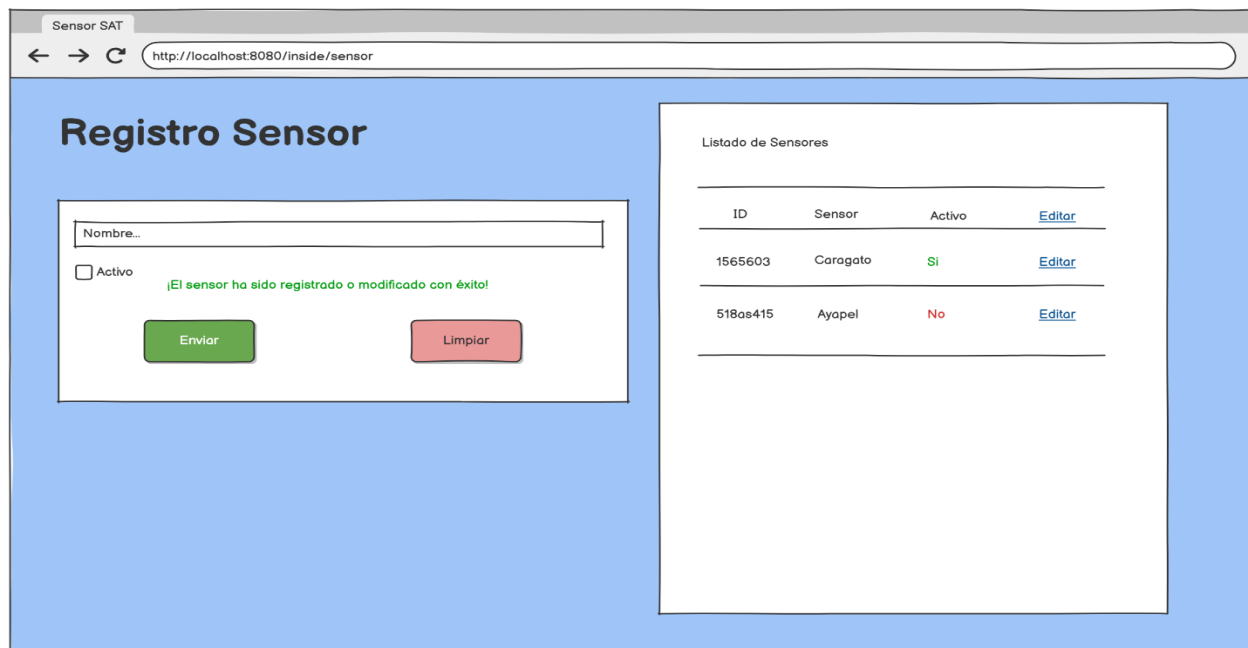 Sensor SAT
http://localhost:8080/inside/sensor
Registro Sensor
Nombre...
Activo
¡El sensor ha sido registrado o modificado con éxito!
Enviar Limpiar
Listado de Sensores
ID Sensor Activo Editar
1565603 Caragato Si Editar
518as415 Ayapel No Editar